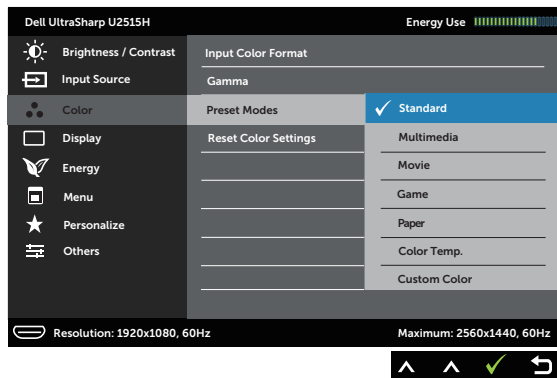 Dell UltraSharp U2515H Energy Use
Brightness / Contrast Input Color Format
Input Source Gamma
Color Preset Modes Standard
Display Reset Color Settings Multimedia
Energy Movie
Menu Game
Personalize Paper
Others Color Temp.
Custom Color
Resolution: 1920x1080, 60Hz Maximum: 2560x1440, 60Hz